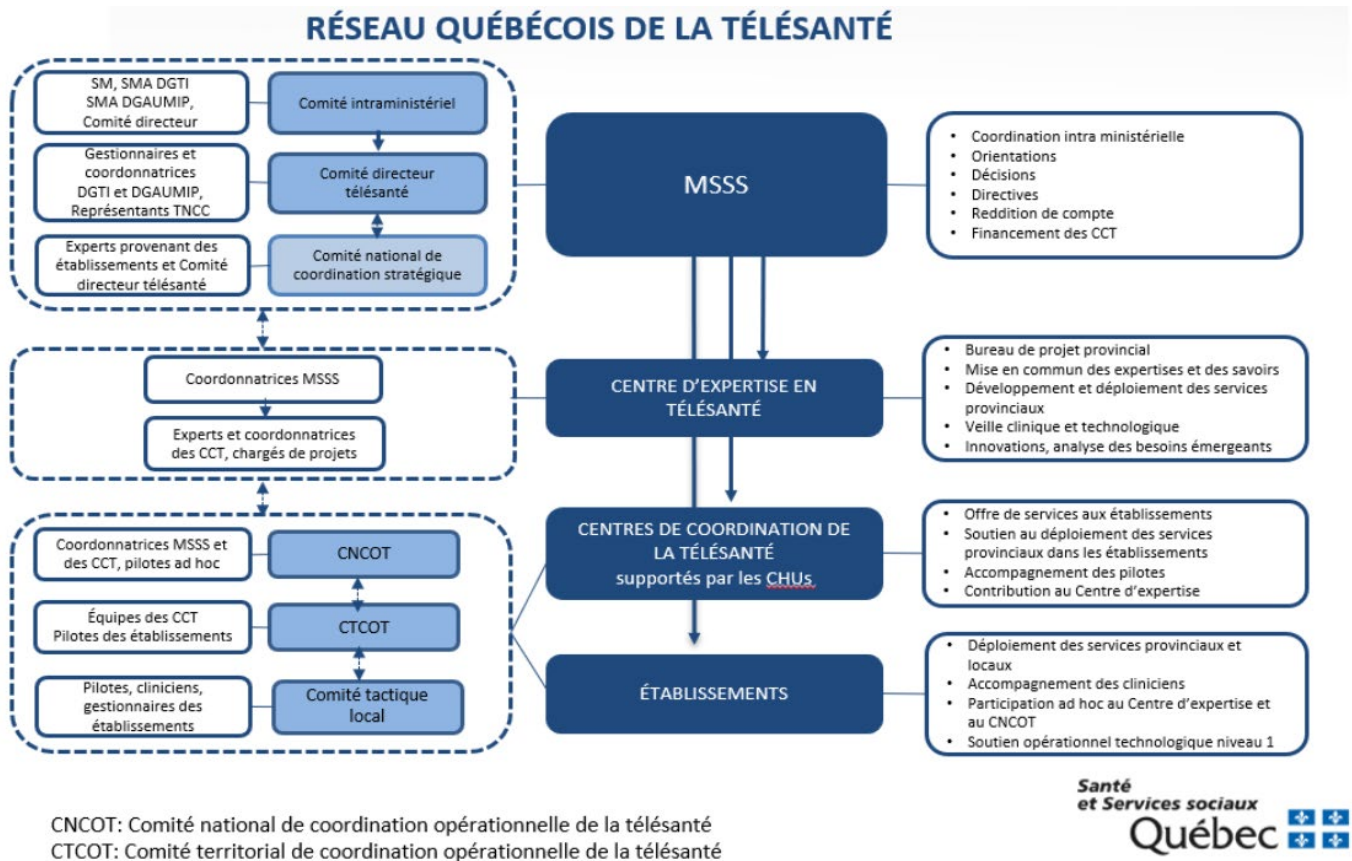 RÉSEAU QUÉBÉCOIS DE LA TÉLÉSANTÉ
SM, SMA DGTI
SMA DGAUMIP,
Comité directeur
Comité intraministériel
Gestionnaires et
coordonnatrices
DGTI et DGAUMIP,
Représentants TNCC
Comité directeur
télésanté
Experts provenant des
établissements et Comité
directeur télésanté
Comité national de
coordination stratégique
MSSS
• Coordination intra ministérielle
• Orientations
• Décisions
• Directives
• Reddition de compte
• Financement des CCT
Coordonnatrices MSSS
Experts et coordonnatrices
des CCT, chargés de projets
CENTRE D'EXPERTISE EN
TÉLÉSANTÉ
• Bureau de projet provincial
• Mise en commun des expertises et des savoirs
• Développement et déploiement des services
provinciaux
• Veille clinique et technologique
• Innovations, analyse des besoins émergeants
Coordonnatrices MSSS et
des CCT, pilotes ad hoc
CNCOT
Équipes des CCT
Pilotes des établissements
CTCOT
Pilotes, cliniciens,
gestionnaires des
établissements
Comité tactique
local
CENTRES DE COORDINATION DE
LA TÉLÉSANTÉ
supportés par les CHUs
• Offre de services aux établissements
• Soutien au déploiement des services
provinciaux dans les établissements
• Accompagnement des pilotes
• Contribution au Centre d'expertise
ÉTABLISSEMENTS
• Déploiement des services provinciaux et
locaux
• Accompagnement des cliniciens
• Participation ad hoc au Centre d'expertise et
au CNCOT
• Soutien opérationnel technologique niveau 1
CNCOT: Comité national de coordination opérationnelle de la télésanté
CTCOT: Comité territorial de coordination opérationnelle de la télésanté
Santé
et Services sociaux
Québec